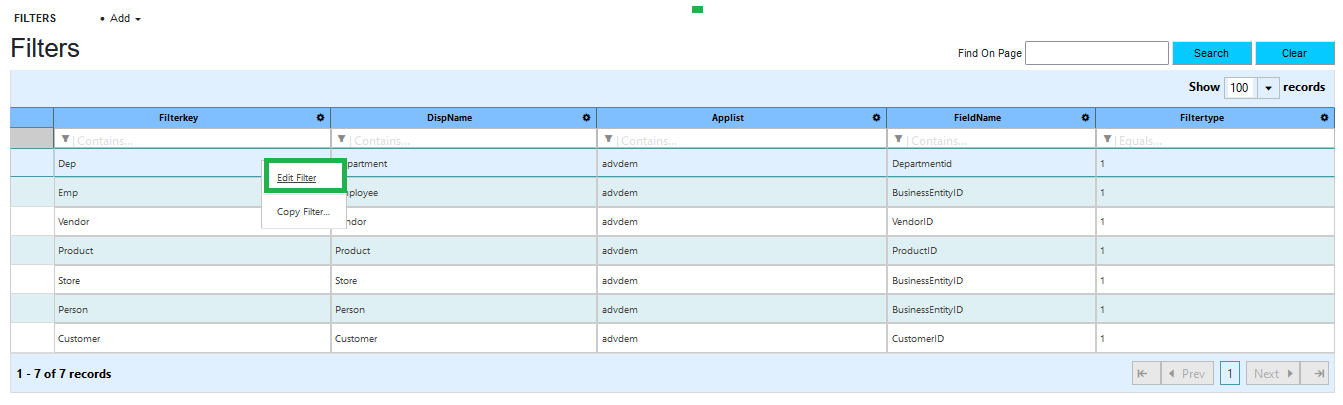 FILTERS • Add
Filters
Find On Page Search Clear
Show 100 records
Filterkey DispName Applist FieldName Filtertype
Contains... Contains... Contains... Contains... Equals...
Dep partment advdem Departmentid 1
Edit Filter
Emp mployee advdem BusinessEntityID 1
Copy Filter...
Vendor ndor advdem VendorID 1
Product Product advdem ProductID 1
Store Store advdem BusinessEntityID 1
Person Person advdem BusinessEntityID 1
Customer Customer advdem CustomerID 1
1 - 7 of 7 records Prev 1 Next